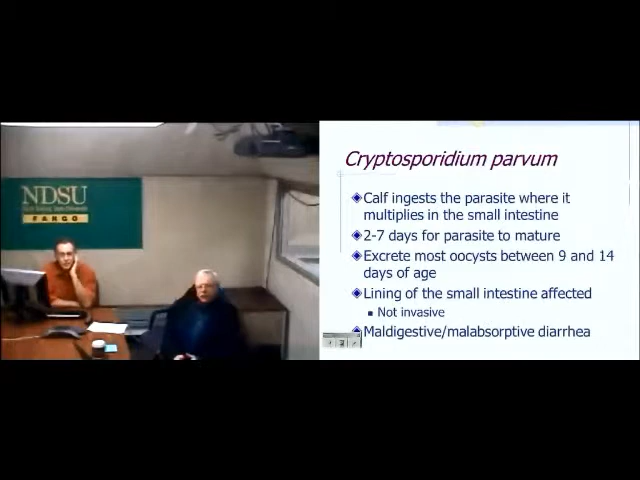 NDSU
FARGO
Cryptosporidium parvum
Calf ingests the parasite where it
multiplies in the small intestine
2-7 days for parasite to mature
Excrete most oocysts between 9 and 14
days of age
Lining of the small intestine affected
Not invasive
Maldigestive/malabsorptive diarrhea